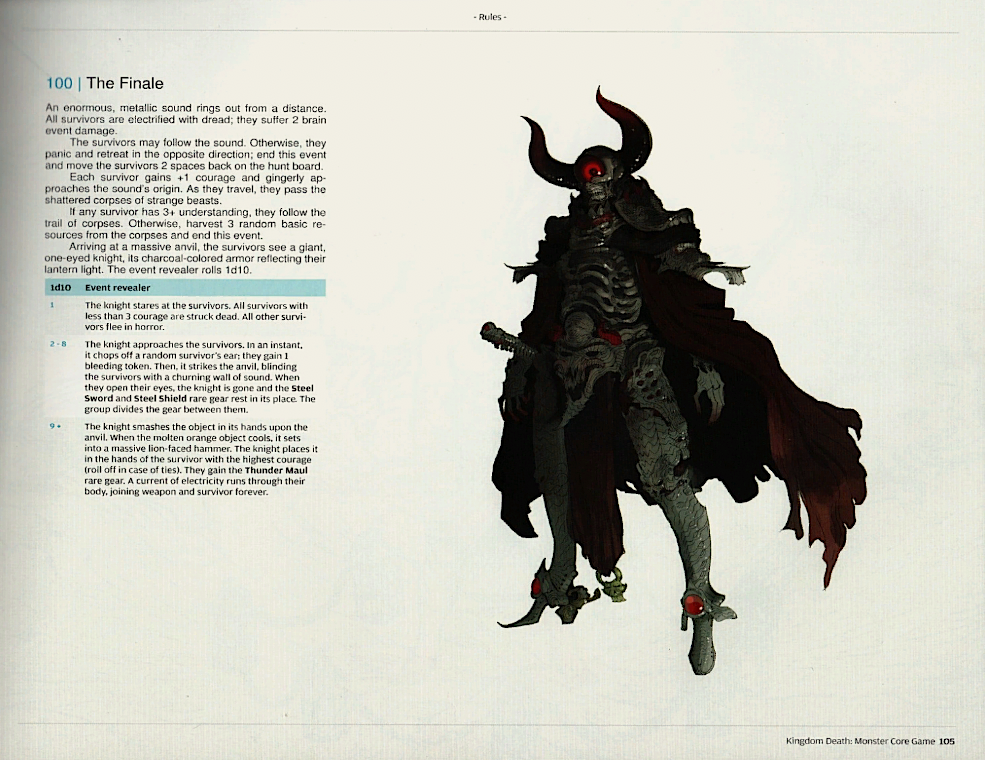 - Rules -
100 | The Finale
An enormous, metallic sound rings out from a distance.
All survivors are electrified with dread; they suffer 2 brain
event damage.
The survivors may follow the sound. Otherwise, they
panic and retreat in the opposite direction; end this event
and move the survivors 2 spaces back on the hunt board.
Each survivor gains +1 courage and gingerly ap-
proaches the sound's origin. As they travel, they pass the
shattered corpses of strange beasts.
If any survivor has 3+ understanding, they follow the
trail of corpses. Otherwise, harvest 3 random basic re-
sources from the corpses and end this event.
Arriving at a massive anvil, the survivors see a giant,
one-eyed knight, its charcoal-colored armor reflecting their
lantern light. The event revealer rolls 1d10.
1d10 Event revealer
1 The knight stares at the survivors. All survivors with
less than 3 courage are struck dead. All other survi-
vors flee in horror.
2 - 8 The knight approaches the survivors. In an instant,
it chops off a random survivor's ear; they gain 1
bleeding token. Then, it strikes the anvil, blinding
the survivors with a churning wall of sound. When
they open their eyes, the knight is gone and the Steel
Sword and Steel Shield rare gear rest in its place. The
group divides the gear between them.
9+ The knight smashes the object in its hands upon the
anvil. When the molten orange object cools, it sets
into a massive lion-faced hammer. The knight places it
in the hands of the survivor with the highest courage
(roll off in case of ties). They gain the Thunder Maul
rare gear. A current of electricity runs through their
body, joining weapon and survivor forever.
Kingdom Death: Monster Core Game 105